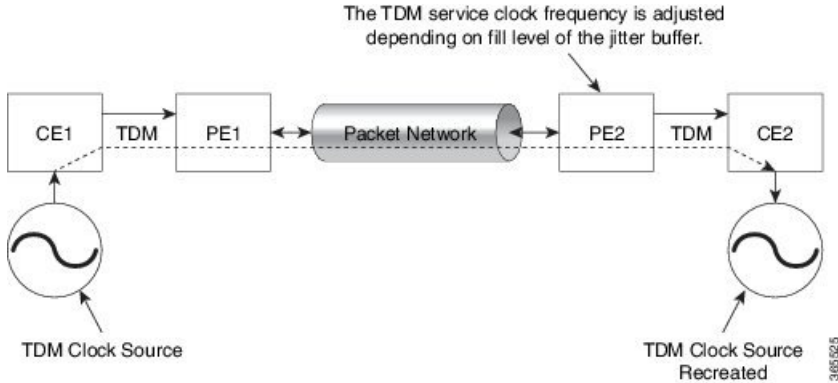 The TDM service clock frequency is adjusted
depending on fill level of the jitter buffer.
CE1
TDM
PE1
Packet Network
PE2
TDM
CE2
TDM Clock Source
TDM Clock Source
Recreated
365525